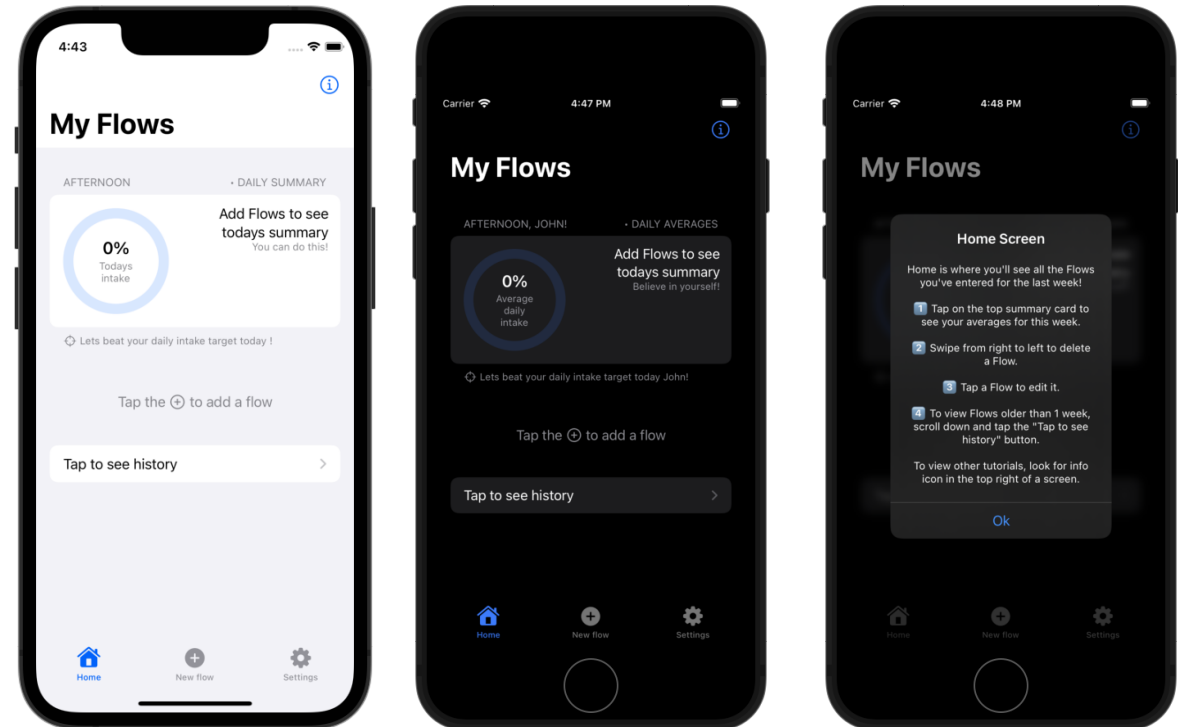 4:43
My Flows
AFTERNOON
• DAILY SUMMARY
0%
Todays
intake
Add Flows to see
todays summary
You can do this!
Lets beat your daily intake target today !
Tap the ⊕ to add a flow
Tap to see history
Home
New flow
Settings
Carrier
4:47 PM
My Flows
AFTERNOON, JOHN!
• DAILY AVERAGES
0%
Average
daily
intake
Add Flows to see
todays summary
Believe in yourself!
Lets beat your daily intake target today John!
Tap the ⊕ to add a flow
Tap to see history
Home
New flow
Settings
Carrier
4:48 PM
My Flows
Home Screen
Home is where you'll see all the Flows
you've entered for the last week!
1 Tap on the top summary card to
see your averages for this week.
2 Swipe from right to left to delete
a Flow.
3 Tap a Flow to edit it.
4 To view Flows older than 1 week,
scroll down and tap the "Tap to see
history" button.
To view other tutorials, look for info
icon in the top right of a screen.
Ok
Home
New flow
Settings